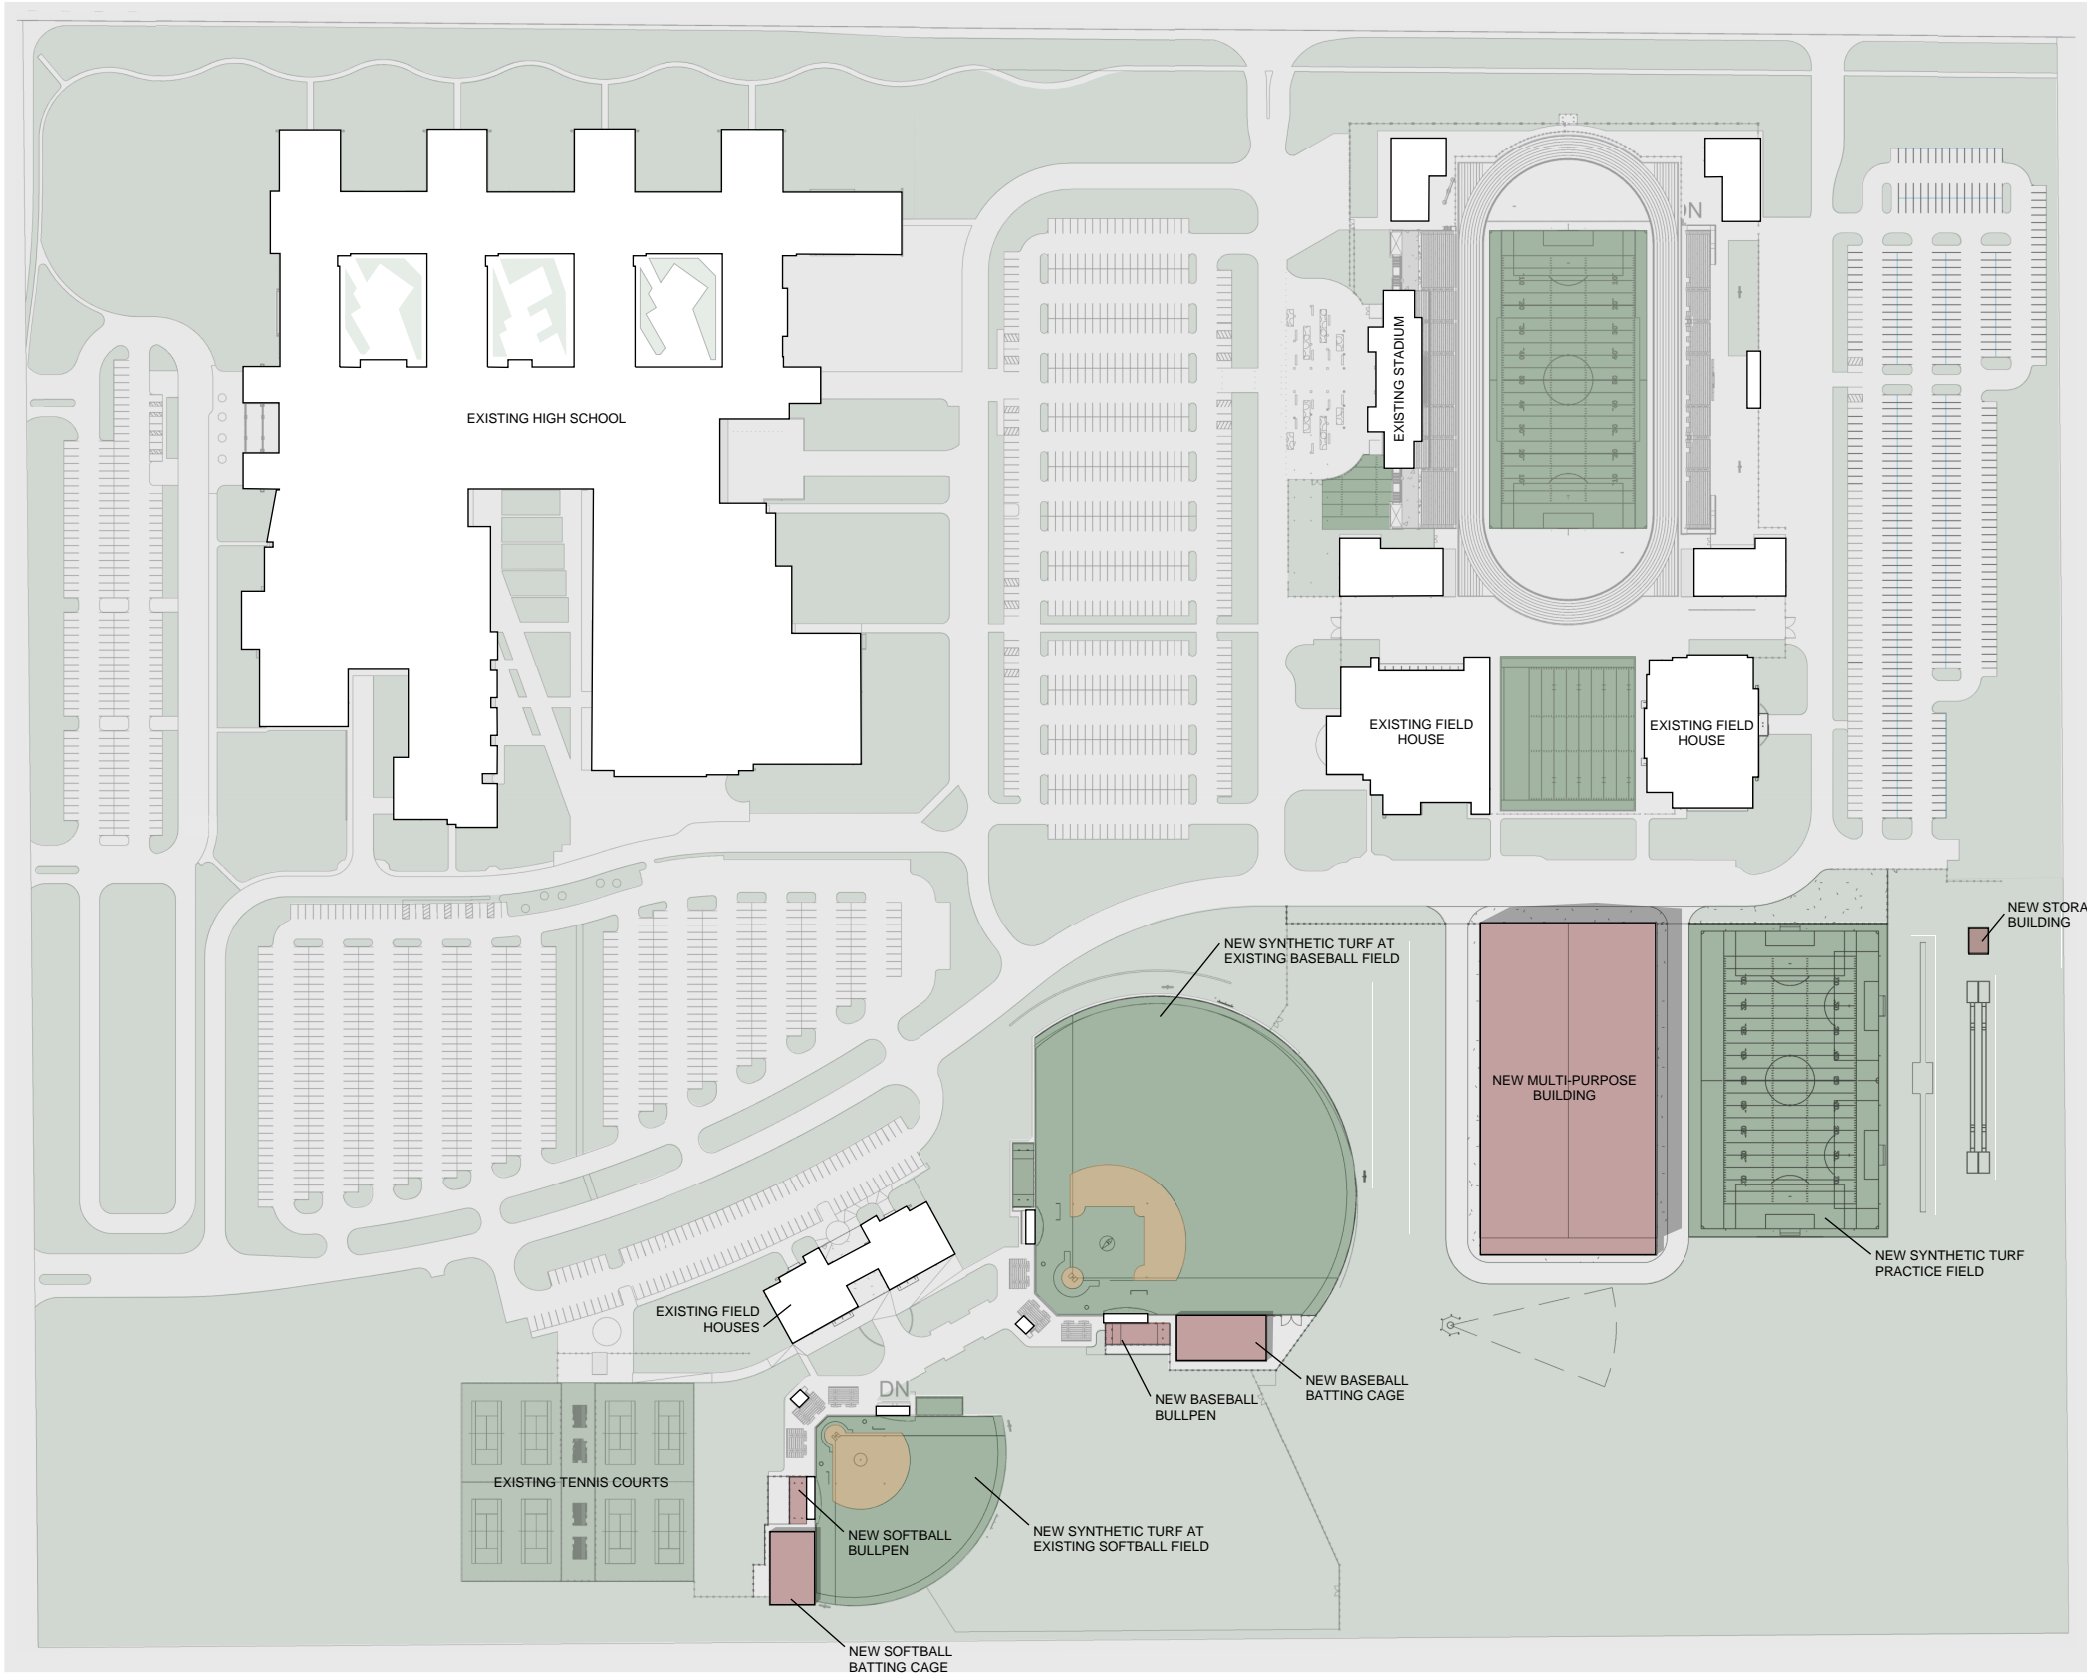 EXISTING HIGH SCHOOL
EXISTING STADIUM
EXISTING FIELD
HOUSE
EXISTING FIELD
HOUSE
NEW STORA
BUILDING
NEW SYNTHETIC TURF AT
EXISTING BASEBALL FIELD
NEW MULTI-PURPOSE
BUILDING
NEW SYNTHETIC TURF
PRACTICE FIELD
EXISTING FIELD
HOUSES
NEW BASEBALL
BATTING CAGE
NEW BASEBALL
BULLPEN
DN
EXISTING TENNIS COURTS
NEW SOFTBALL
BULLPEN
NEW SYNTHETIC TURF AT
EXISTING SOFTBALL FIELD
NEW SOFTBALL
BATTING CAGE